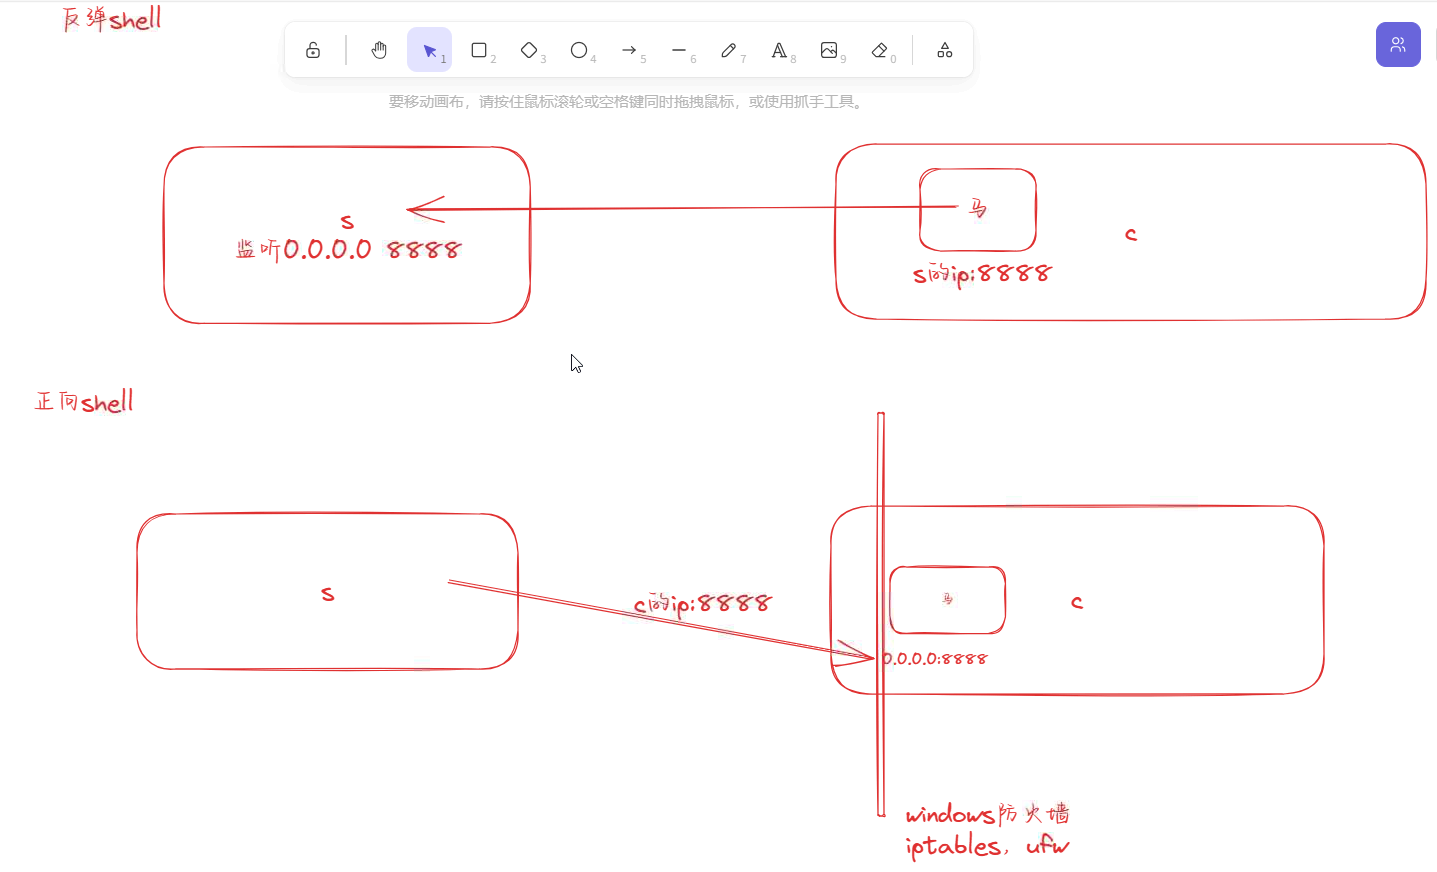 反弹shell
1
2
3
4
5
6
7
8
9
0
要移动画布，请按住鼠标滚轮或空格键同时拖拽鼠标，或使用抓手工具。
s
监听0.0.0.0 8888
马
c
s的ip:8888
正向shell
s
c的ip:8888
马
c
0.0.0.0:8888
windows防火墙
iptables，ufw